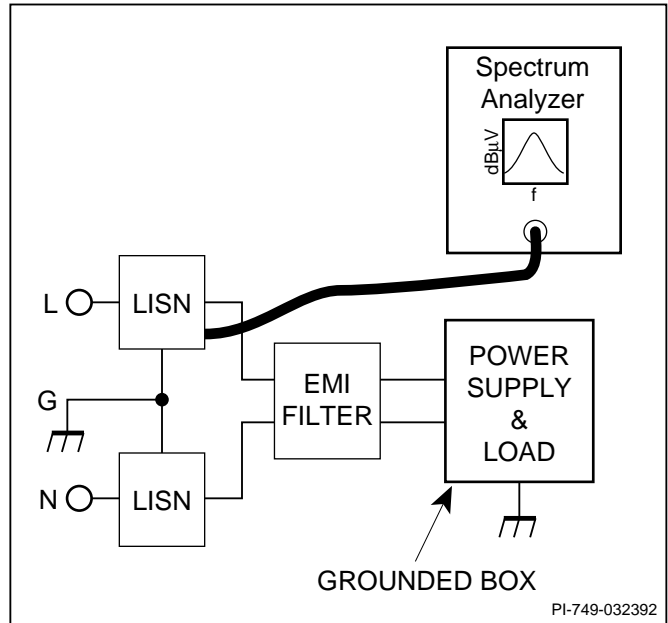 Spectrum
Analyzer
dBµV
f
L
LISN
G
N
LISN
EMI
FILTER
POWER
SUPPLY
&
LOAD
GROUNDED BOX
PI-749-032392